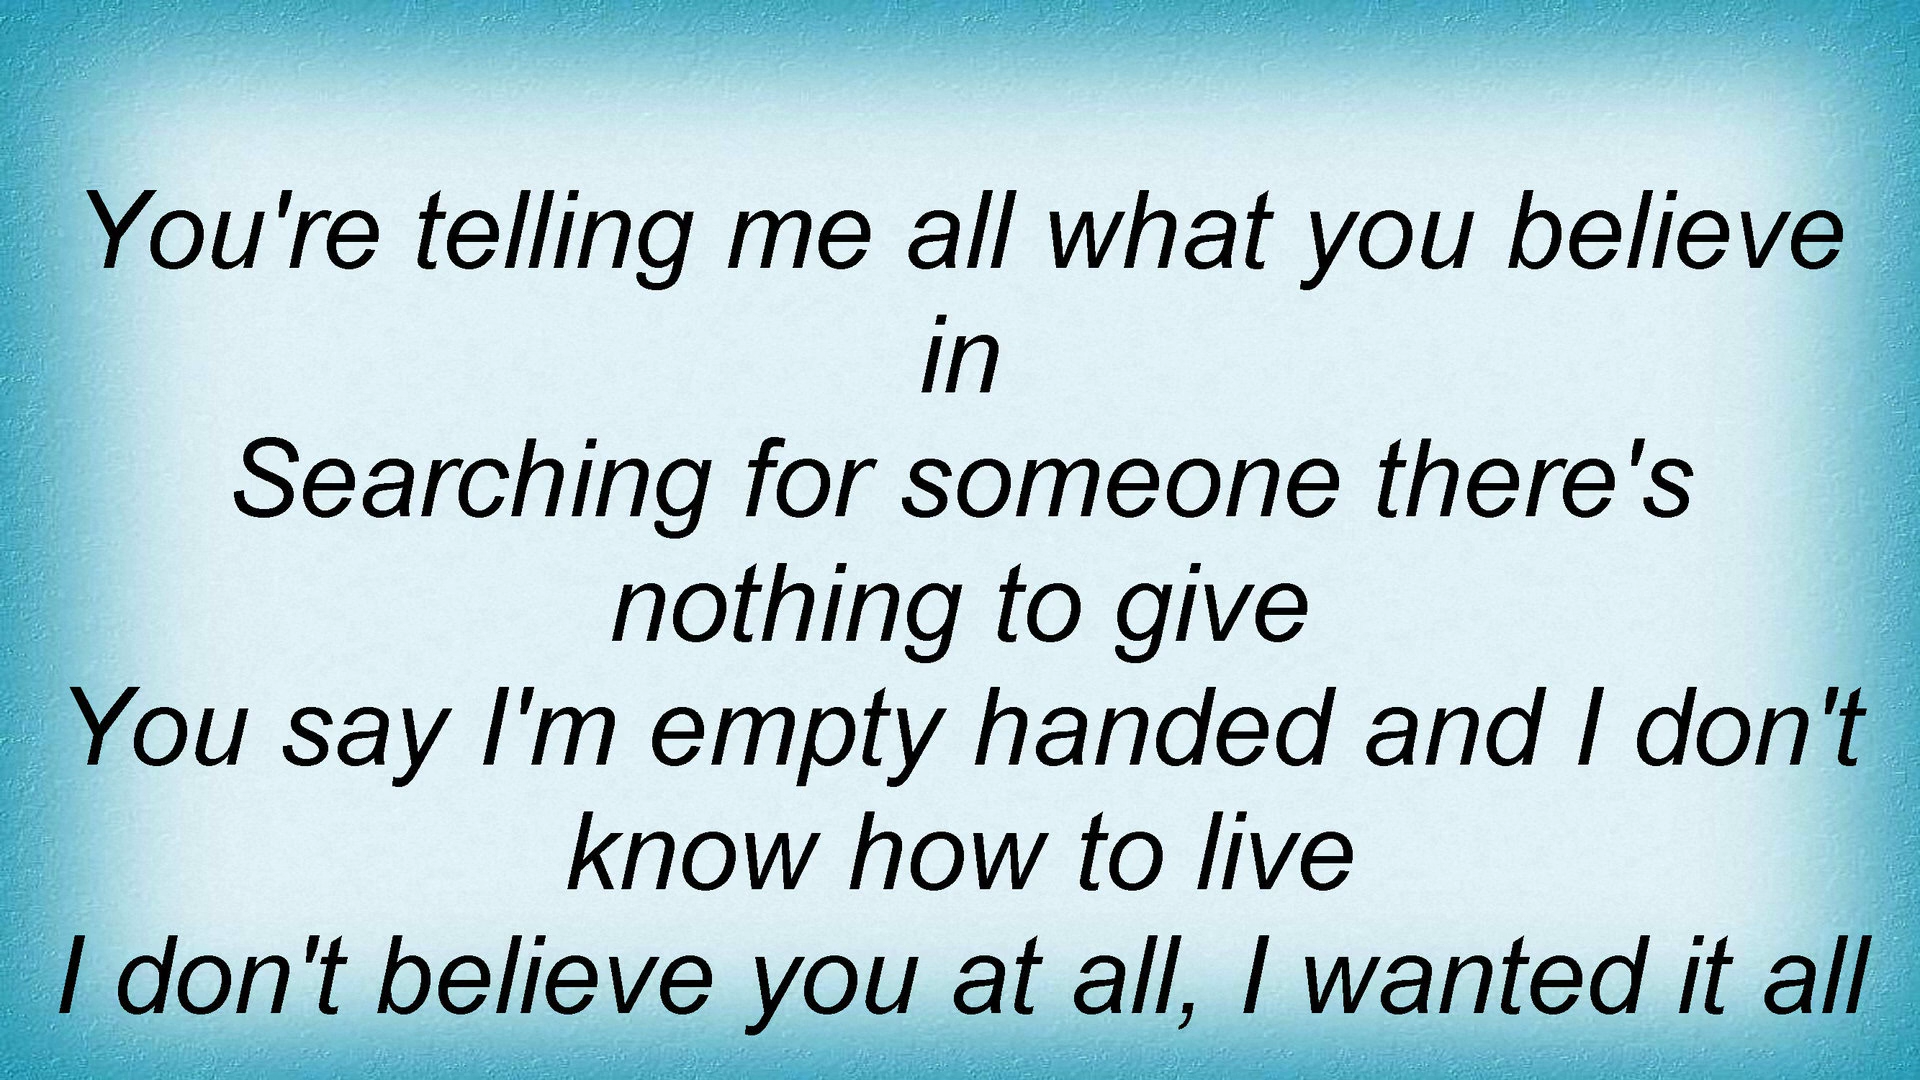 You're telling me all what you believe
in
Searching for someone there's
nothing to give
You say I'm empty handed and I don't
know how to live
I don't believe you at all, I wanted it all